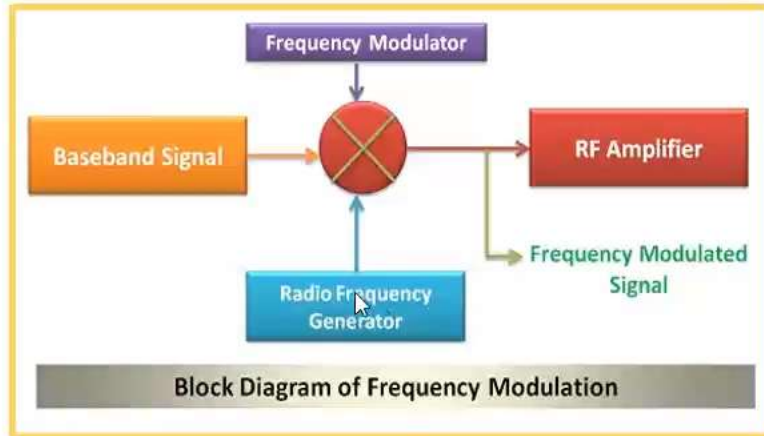 Frequency Modulator
Baseband Signal
RF Amplifier
Frequency Modulated
Signal
Radio Frequency
Generator
Block Diagram of Frequency Modulation